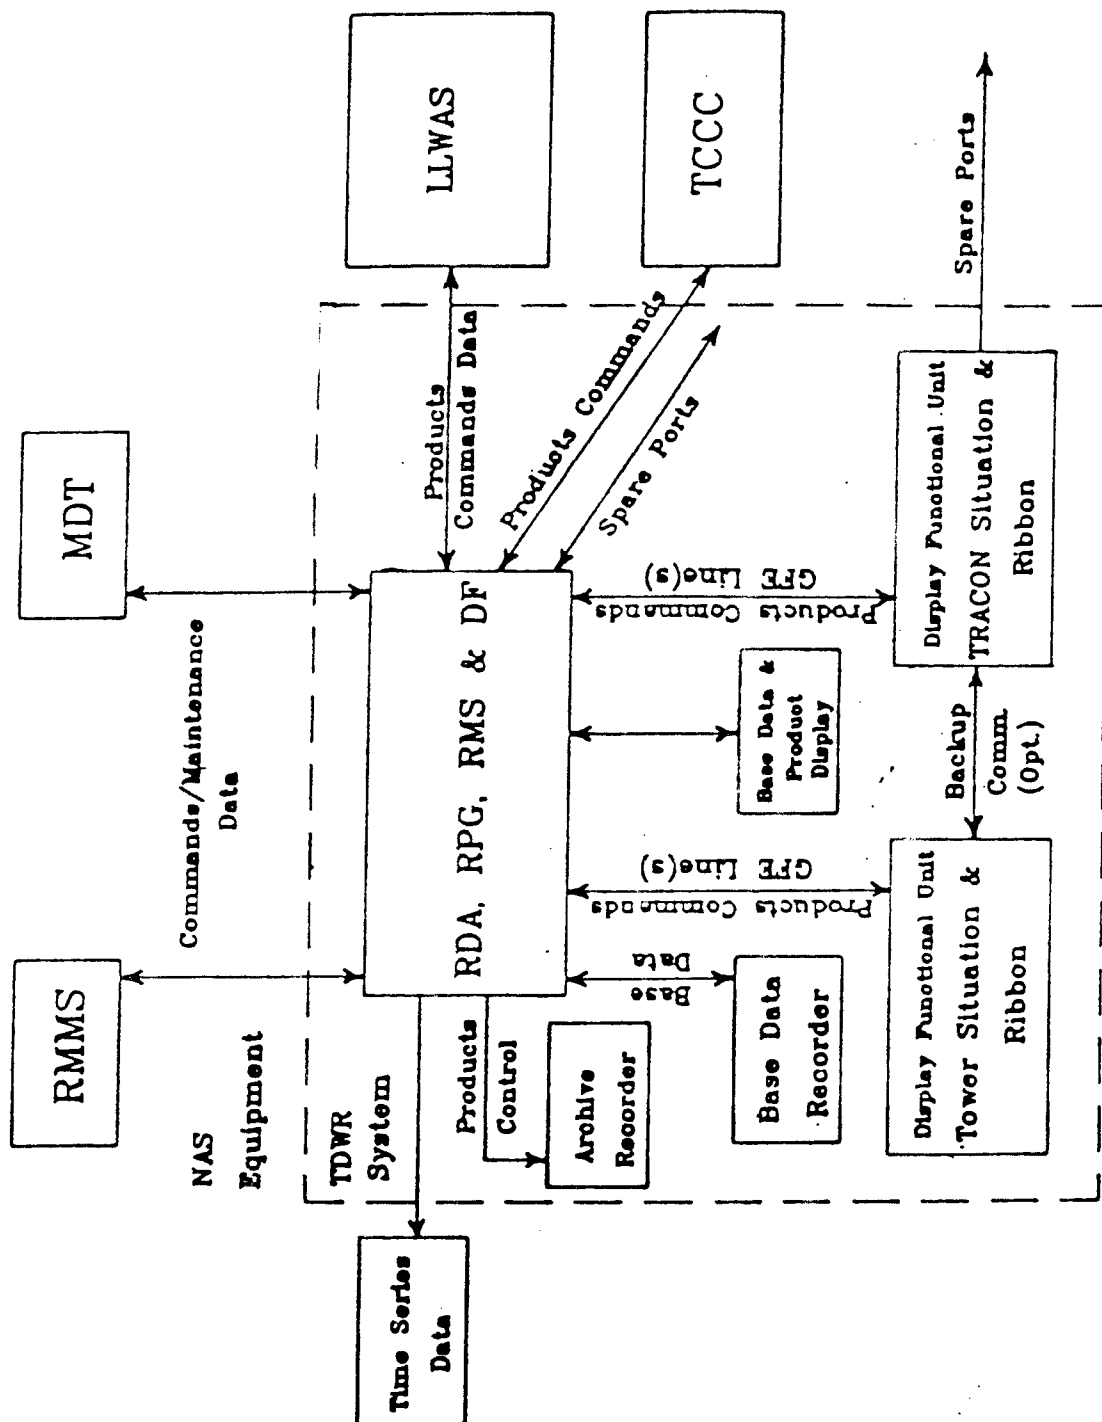 RMMS
MDT
NAS
Equipment
Commands/Maintenance
Data
TDWR
System
Time Series
Data
RDA, RPG, RMS & DF
Products
Commands Data
LLWAS
Products Commands
TCCC
Spare Ports
Products
Control
Archive
Recorder
Base
Data
Base Data
Recorder
Products Commands
GFE Line(s)
Base Data &
Product
Display
Products Commands
GFE Line(s)
Display Functional Unit
Tower Situation &
Ribbon
Backup
Comm.
(Opt.)
Display Functional Unit
TRACON Situation &
Ribbon
Spare Ports